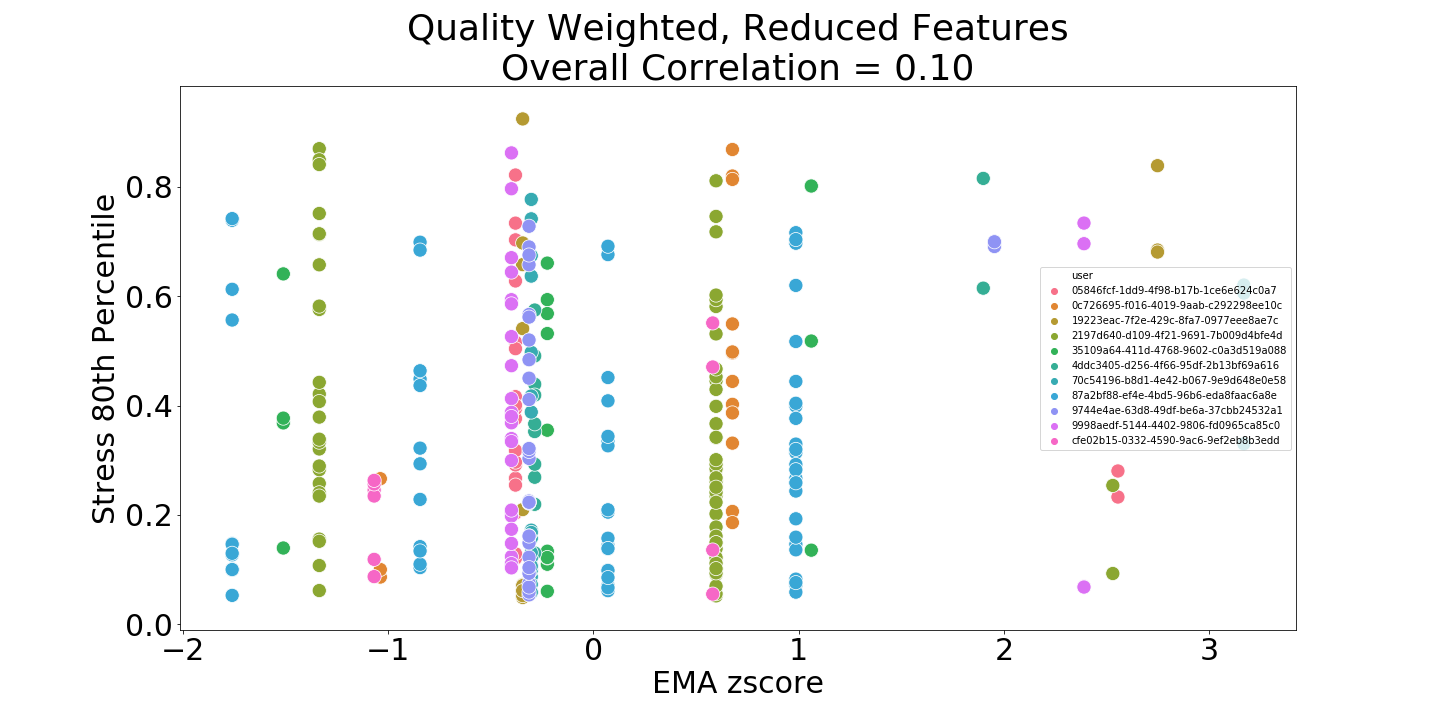 Quality Weighted, Reduced Features
Overall Correlation = 0.10
Stress 80th Percentile
0.8
0.6
0.4
0.2
0.0
−2
−1
0
1
2
3
EMA zscore
user
05846fcf-1dd9-4f98-b17b-1ce6e624c0a7
0c726695-f016-4019-9aab-c292298ee10c
19223eac-7f2e-429c-8fa7-0977eee8ae7c
2197d640-d109-4f21-9691-7b009d4bfe4d
35109a64-411d-4768-9602-c0a3d519a088
4ddc3405-d256-4f66-95df-2b13bf69a616
70c54196-b8d1-4e42-b067-9e9d648e0e58
87a2bf88-ef4e-4bd5-96b6-eda8faac6a8e
9744e4ae-63d8-49df-be6a-37cbb24532a1
9998aedf-5144-4402-9806-fd0965ca85c0
cfe02b15-0332-4590-9ac6-9ef2eb8b3edd